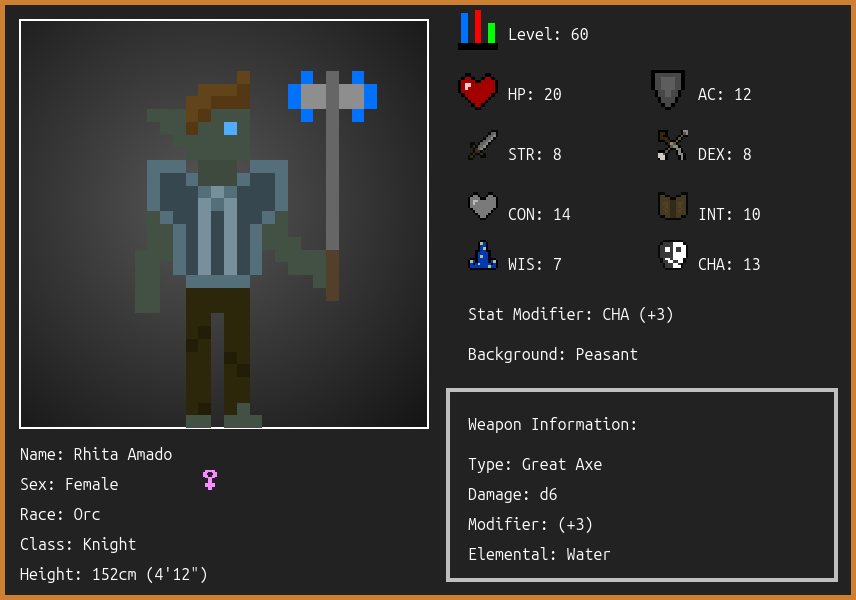 Level: 60
HP: 20
AC: 12
STR: 8
DEX: 8
CON: 14
INT: 10
WIS: 7
CHA: 13
Stat Modifier: CHA (+3)
Background: Peasant
Weapon Information:
Type: Great Axe
Damage: d6
Modifier: (+3)
Elemental: Water
Name: Rhita Amado
Sex: Female
Race: Orc
Class: Knight
Height: 152cm (4'12")